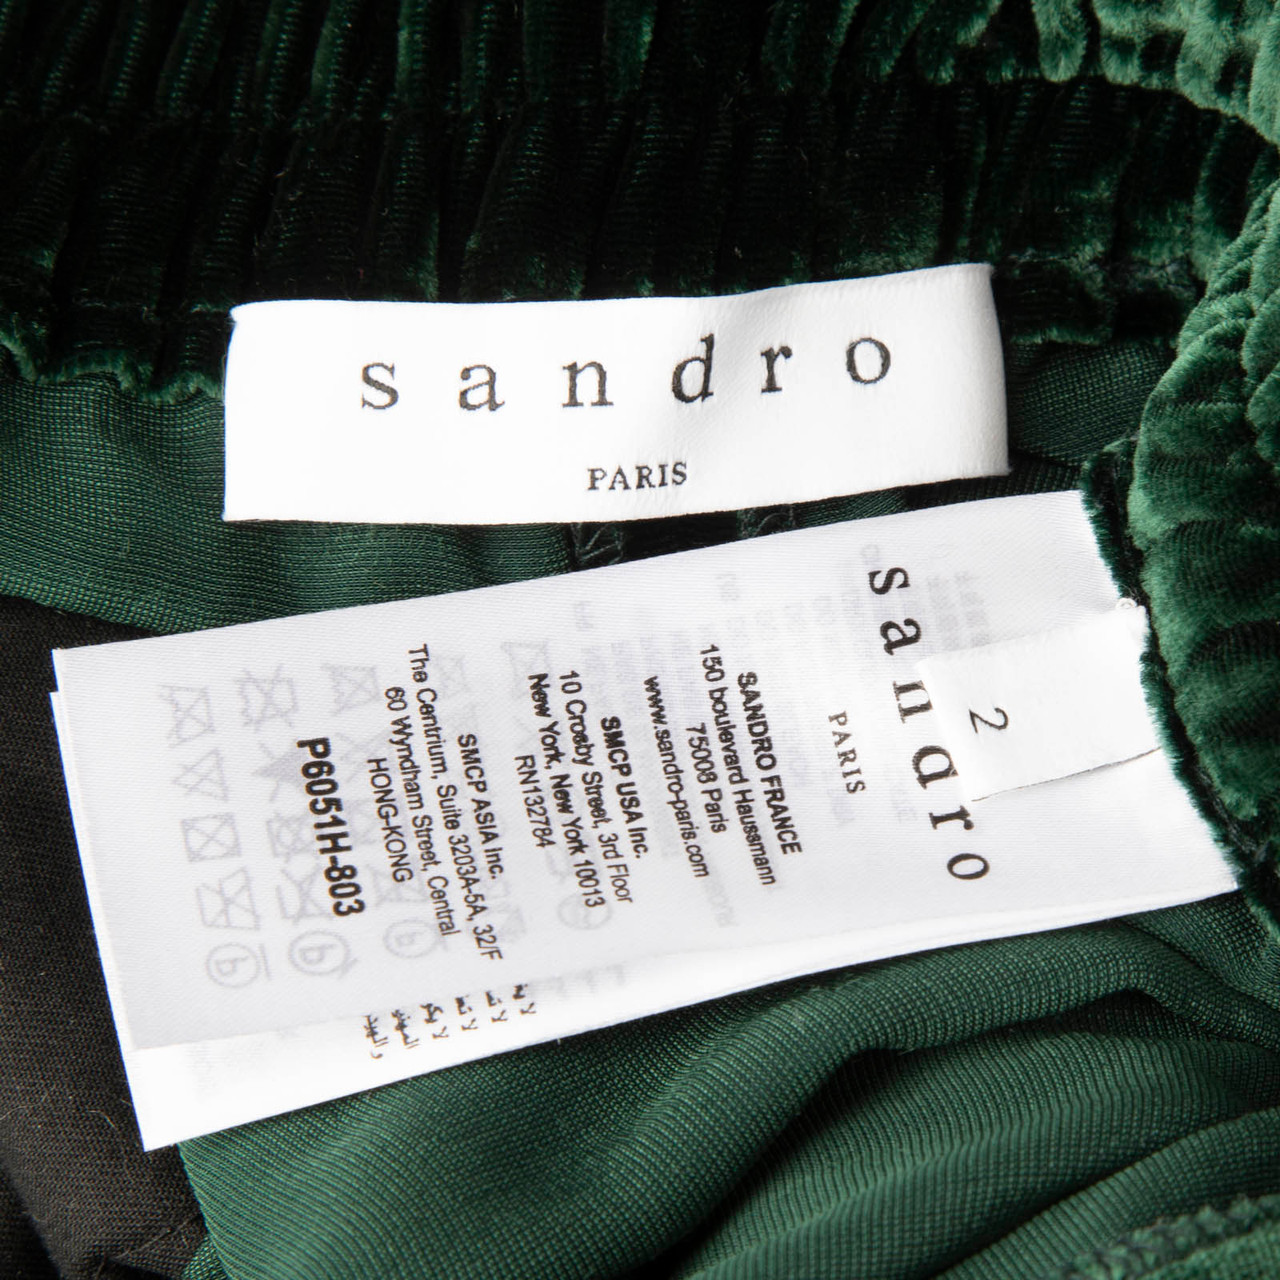 sandro
PARIS
sandro
PARIS
2
SANDRO FRANCE
150 boulevard Haussmann
75008 Paris
www.sandro-paris.com
SMCP USA Inc.
10 Crosby Street, 3rd Floor
New York, New York 10013
RN132784
SMCP ASIA Inc.
The Centrium, Suite 3203A-5A, 32/F
60 Wyndham Street, Central
HONG-KONG
P6051H-803